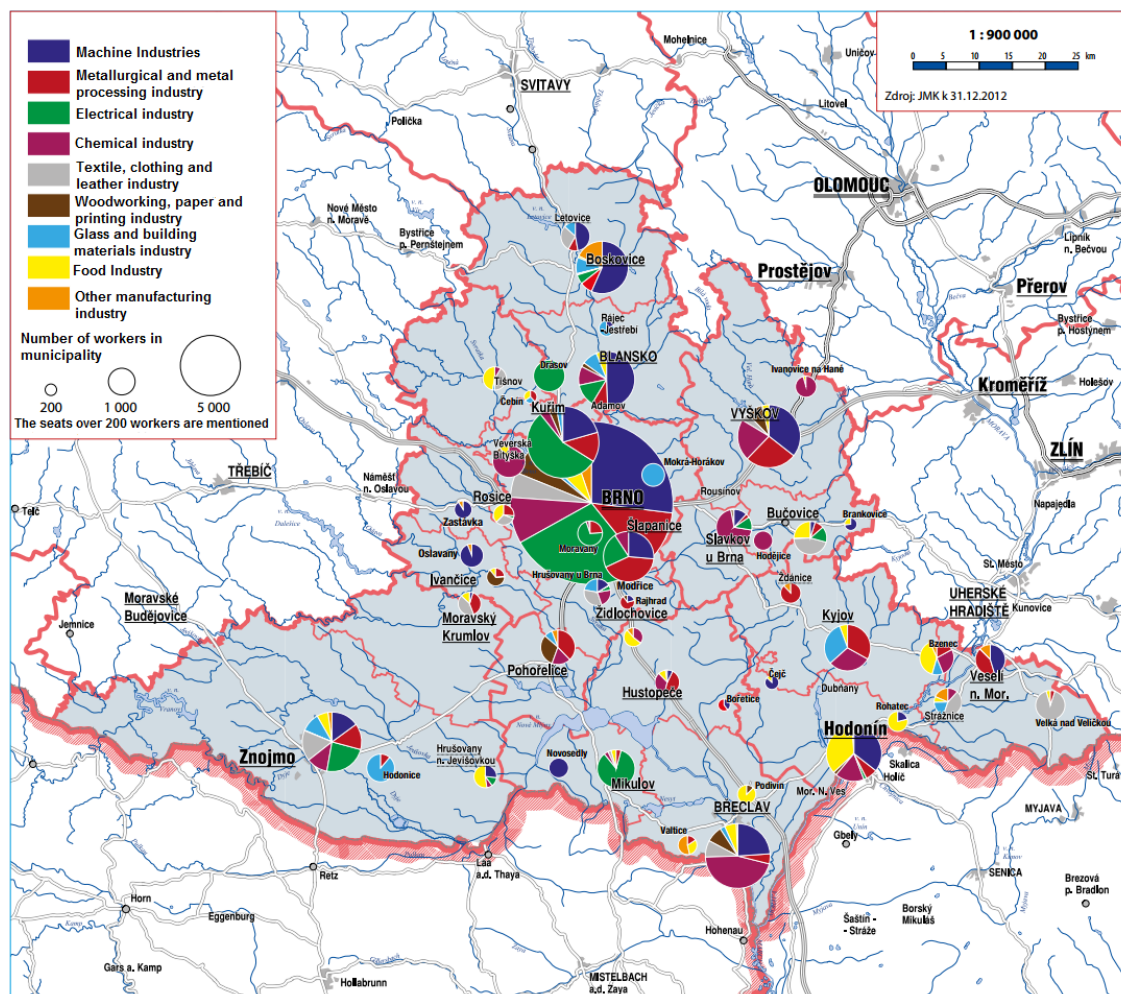 Machine Industries
Metallurgical and metal
processing industry
Electrical industry
Chemical industry
Textile, clothing and
leather industry
Woodworking, paper and
printing industry
Glass and building
materials industry
Food Industry
Other manufacturing
industry
Number of workers in
municipality
200
1 000
5 000
The seats over 200 workers are mentioned
1 : 900 000
0
5
10
15
20
25
km
Zdroj: JMK k 31.12.2012
Mohelnice
Uničov
Litovel
SVITAVY
Polička
OLOMOUC
Nové Město
n. Moravě
Bystřice
p. Pernštejnem
Letovice
Boskovice
Lipník
n. Bečvou
Prostějov
Přerov
Bystřice
p. Hostýnem
Rájec
-Jestřebí
BLANSKO
Drásov
Tišnov
Čebín
Adamov
Ivanovice na Hané
Kroměříž
Holešov
Kuřim
VYŠKOV
Veverská
Bítýška
Mokrá-Horákov
ZLÍN
TŘEBÍČ
Náměšť
n. Oslavou
Rosice
BRNO
Rousínov
Napajedla
Telč
Zastávka
Šlapanice
Bučovice
Brankovice
Slavkov
u Brna
Oslavany
Moravany
Hodějice
Ivančice
Hrušovany u Brna
Modřice
Ždánice
St. Město
UHERSKÉ
HRADIŠTĚ
Kunovice
Moravské
Budějovice
Jemnice
Rajhrad
Židlochovice
Moravský
Krumlov
Kyjov
Bzenec
Pohořelice
Veselí
n. Mor.
Hustopeče
Čejč
Dubňany
Bořetice
Strážnice
Rohatec
Velká nad Veličkou
Znojmo
Hodonice
Hrušovany
n. Jevišovkou
Novosedly
Mikulov
Hodonín
Skalica
Holíč
St. Turá
Podivín
Mor. N. Ves
BŘECLAV
MYJAVA
Valtice
Gbely
Laa
a.d. Thaya
Retz
SENICA
Brezová
p. Bradlon
Horn
Eggenburg
Borský
Mikuláš
Šaštín -
- Stráže
Hohenau
Gars a. Kamp
Hollabrunn
MISTELBACH
a.d. Zaya